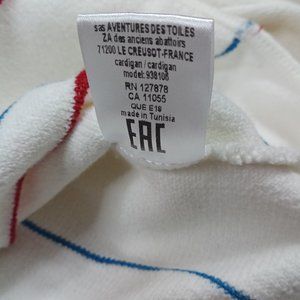 sas AVENTURES DES TOILES
ZA des anciens abattoirs
71200 LE CREUSOT-FRANCE
cardigan / cardigan
model: 938106
RN 127878
CA 11055
QUE E18
made in Tunisia
EAC